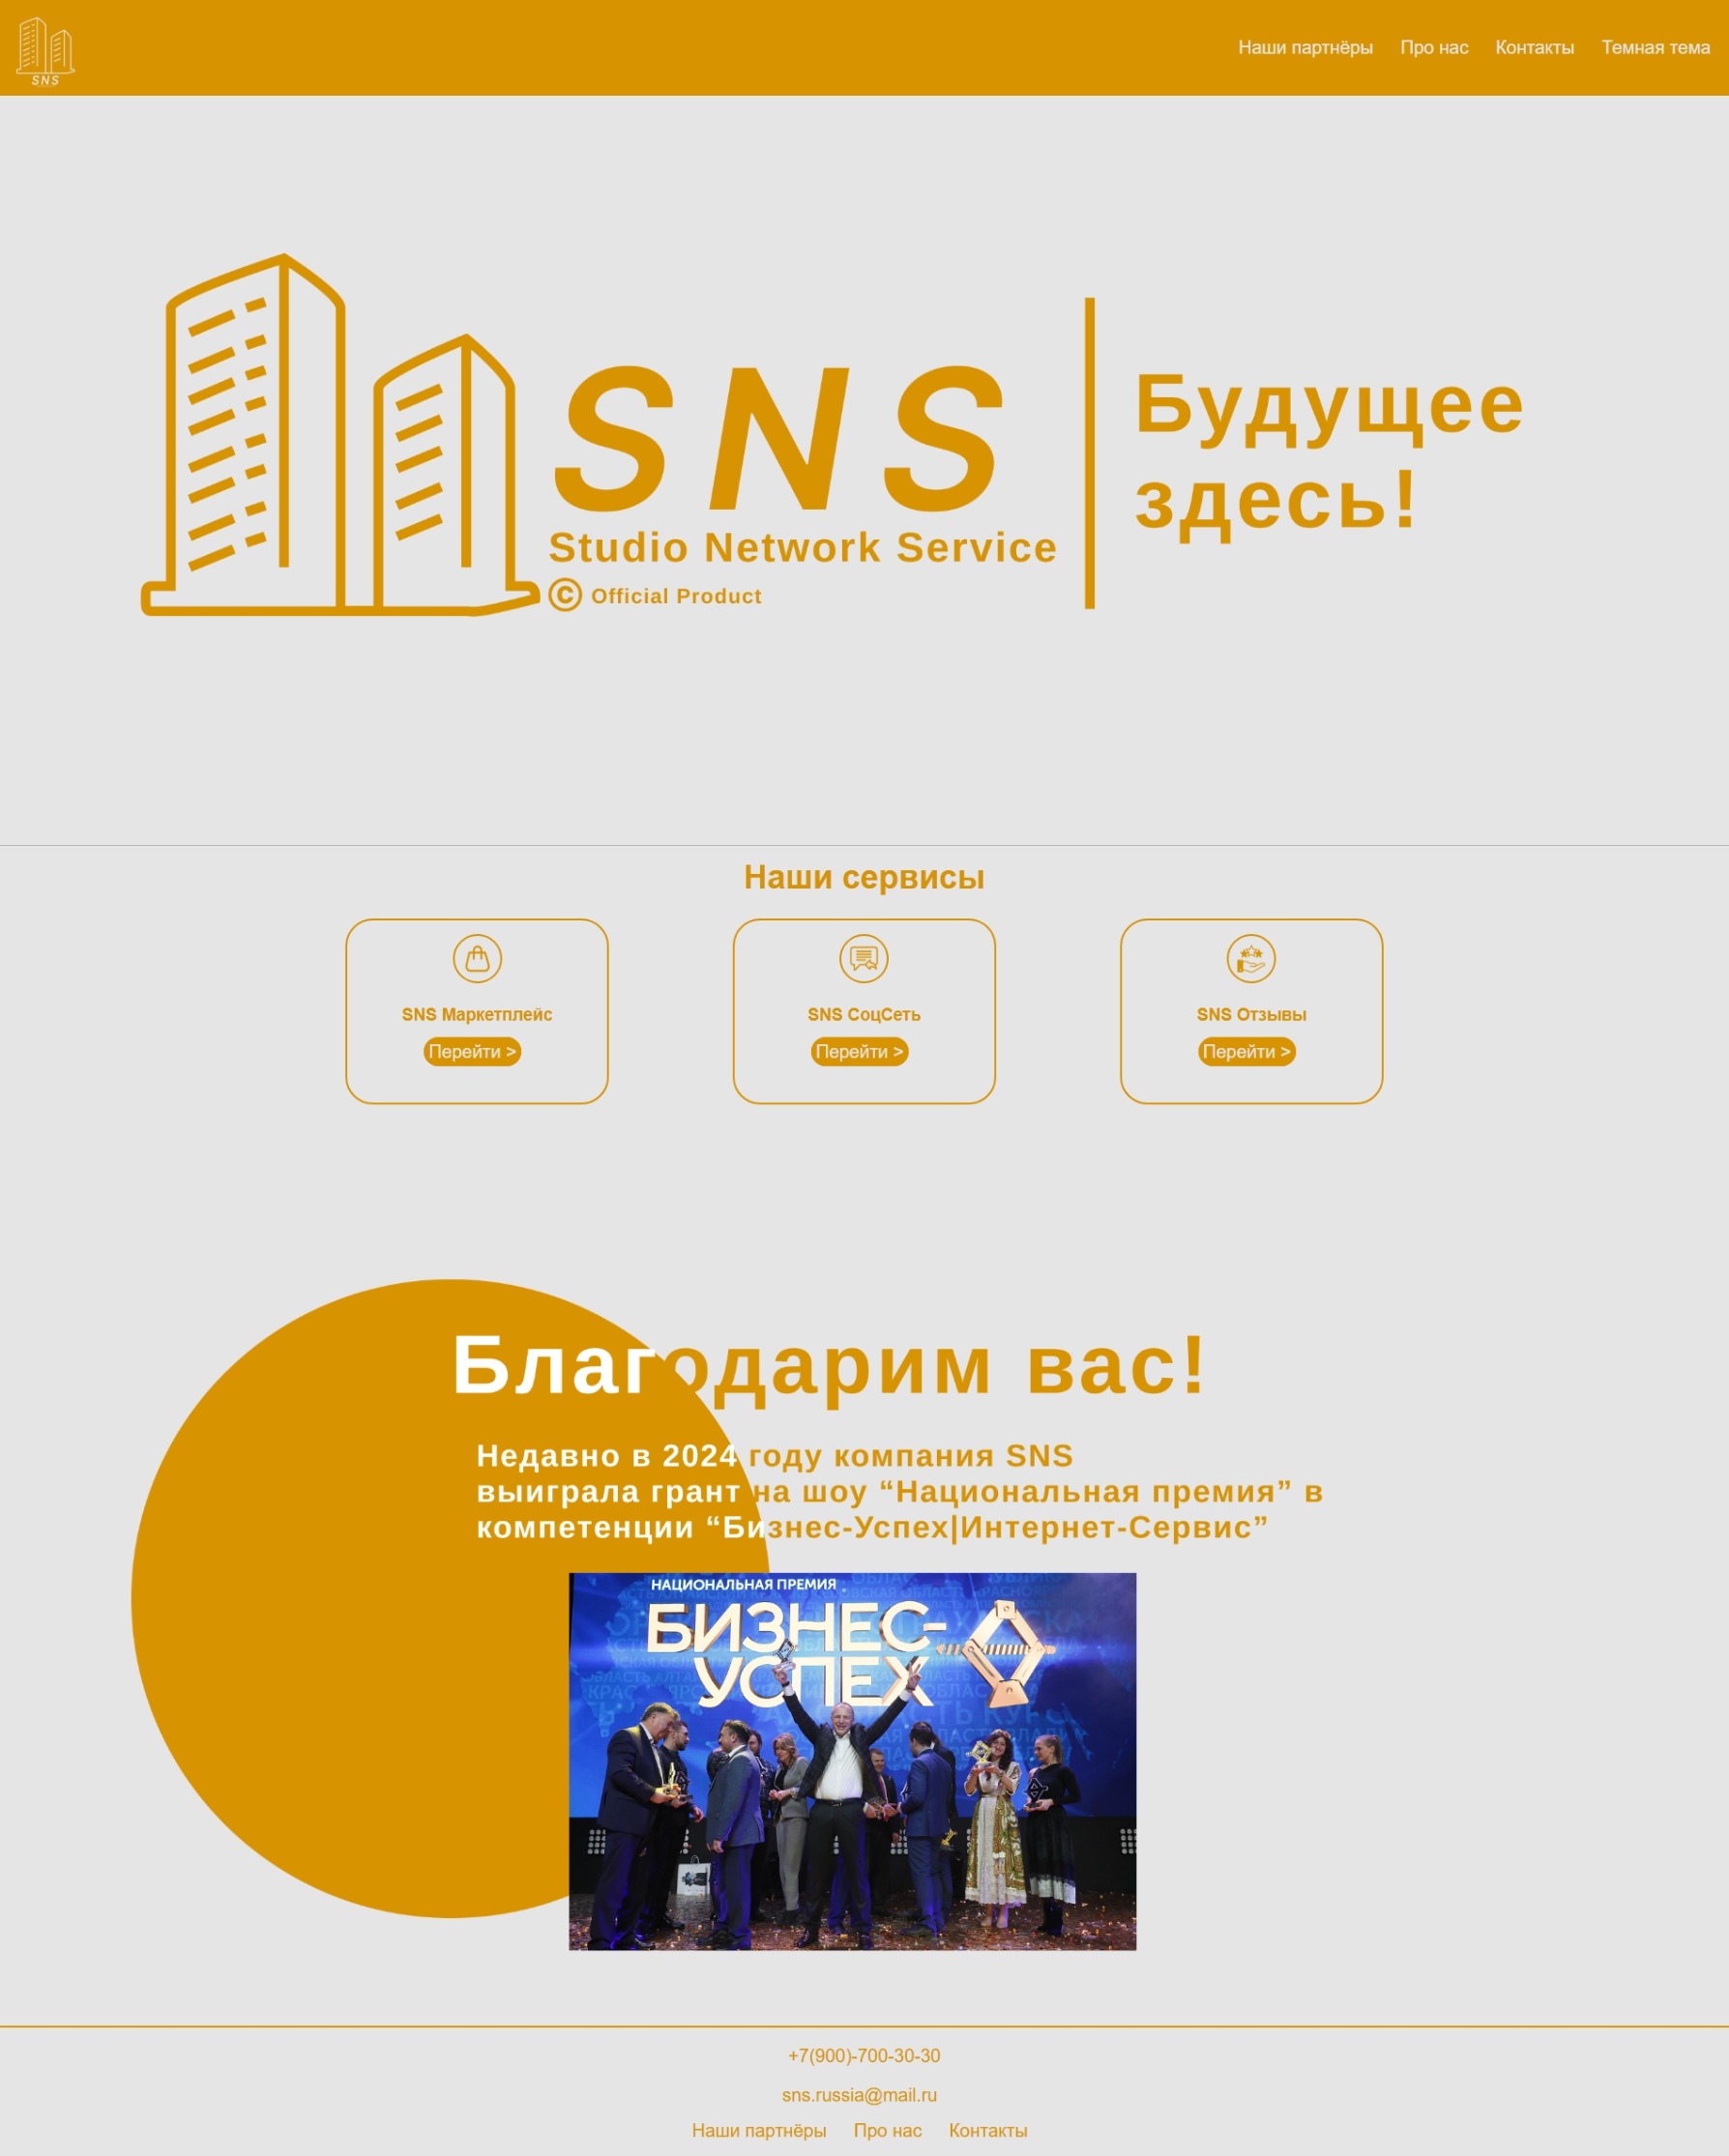 SNS
Наши партнёры
Про нас
Контакты
Темная тема
SNS
Studio Network Service
© Official Product
Будущее
здесь!
Наши сервисы
SNS Маркетплейс
Перейти >
SNS СоцСеть
Перейти >
SNS Отзывы
Перейти >
Благодарим вас!
Недавно в 2024 году компания SNS
выиграла грант на шоу “Национальная премия” в
компетенции “Бизнес-Успех|Интернет-Сервис”
НАЦИОНАЛЬНАЯ ПРЕМИЯ
БИЗНЕС-
УСПЕХ
+7(900)-700-30-30
sns.russia@mail.ru
Наши партнёры
Про нас
Контакты